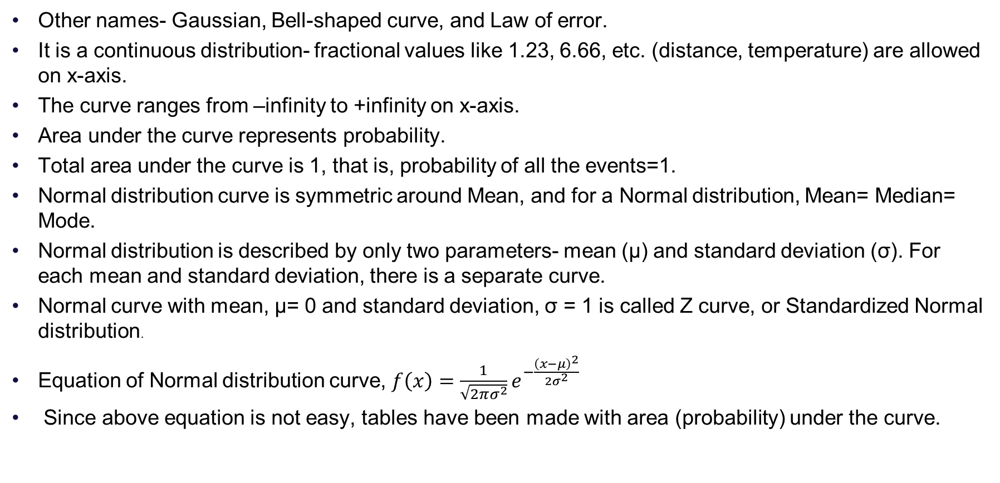 • Other names- Gaussian, Bell-shaped curve, and Law of error.
• It is a continuous distribution- fractional values like 1.23, 6.66, etc. (distance, temperature) are allowed
on x-axis.
• The curve ranges from –infinity to +infinity on x-axis.
• Area under the curve represents probability.
• Total area under the curve is 1, that is, probability of all the events=1.
• Normal distribution curve is symmetric around Mean, and for a Normal distribution, Mean= Median=
Mode.
• Normal distribution is described by only two parameters- mean (μ) and standard deviation (σ). For
each mean and standard deviation, there is a separate curve.
• Normal curve with mean, μ= 0 and standard deviation, σ = 1 is called Z curve, or Standardized Normal
distribution.
• Equation of Normal distribution curve, $f(x) = \frac{1}{\sqrt{2\pi\sigma^2}} e^{-\frac{(x-\mu)^2}{2\sigma^2}}$
• Since above equation is not easy, tables have been made with area (probability) under the curve.